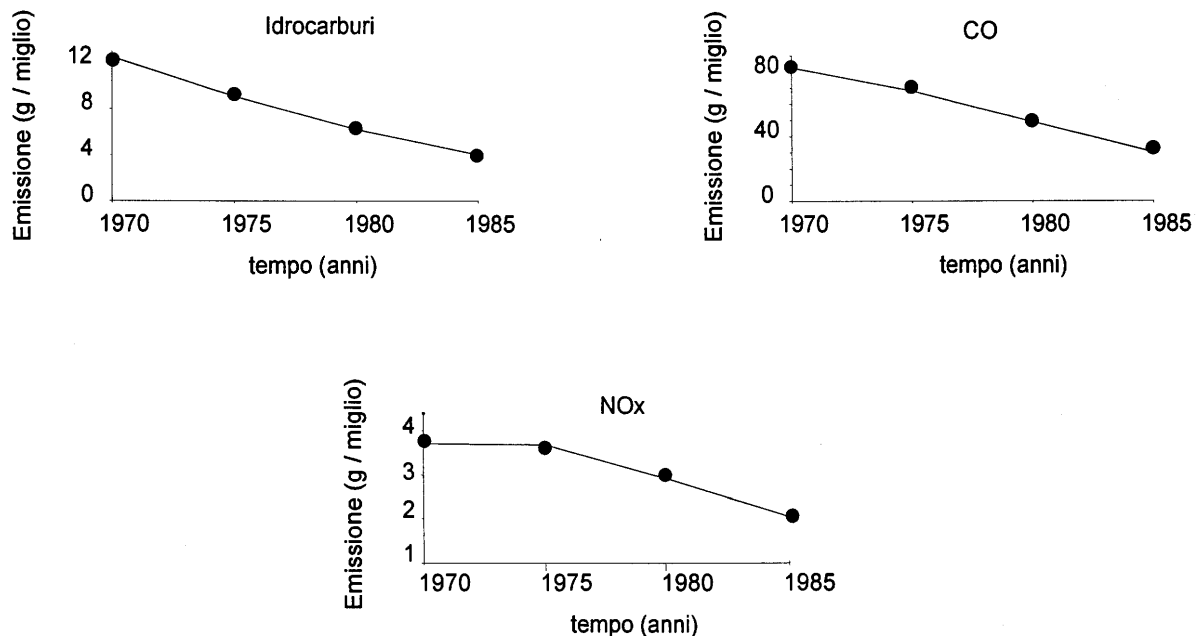 Idrocarburi
Emissione (g / miglio)
12
8
4
0
1970 1975 1980 1985
tempo (anni)
CO
Emissione (g / miglio)
80
40
0
1970 1975 1980 1985
tempo (anni)
NOx
Emissione (g / miglio)
4
3
2
1
1970 1975 1980 1985
tempo (anni)